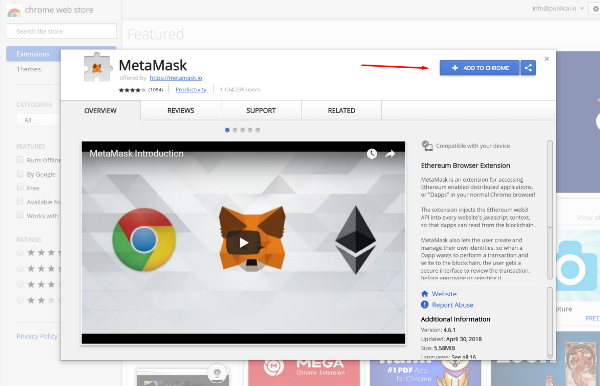 chrome web store
info@publica.io
Search the store
Featured
Extensions
Themes
CATEGORIES
All
FEATURES
Runs Offline
By Google
Free
Available fo
Works with
RATINGS
Privacy Policy
MetaMask
offered by https://metamask.io
(1084)
Productivity
users
+ ADD TO CHROME
OVERVIEW
REVIEWS
SUPPORT
RELATED
MetaMask Introduction
Compatible with your device
Ethereum Browser Extension
MetaMask is an extension for accessing
Ethereum enabled distributed applications,
or "Dapps" in your normal Chrome browser!
The extension injects the Ethereum web3
API into every website's javascript context,
so that dapps can read from the blockchain.
MetaMask also lets the user create and
manage their own identities, so when a
Dapp wants to perform a transaction and
write to the blockchain, the user gets a
secure interface to review the transaction,
before approving or rejecting it.
Website
Report Abuse
Additional Information
Version: 4.6.1
Updated: April 30, 2018
Size: 5.58MiB
Languages: See all 16
View al
pture
FREE
MEGA
Chrome Extension
#1 PDF App
for Chrome